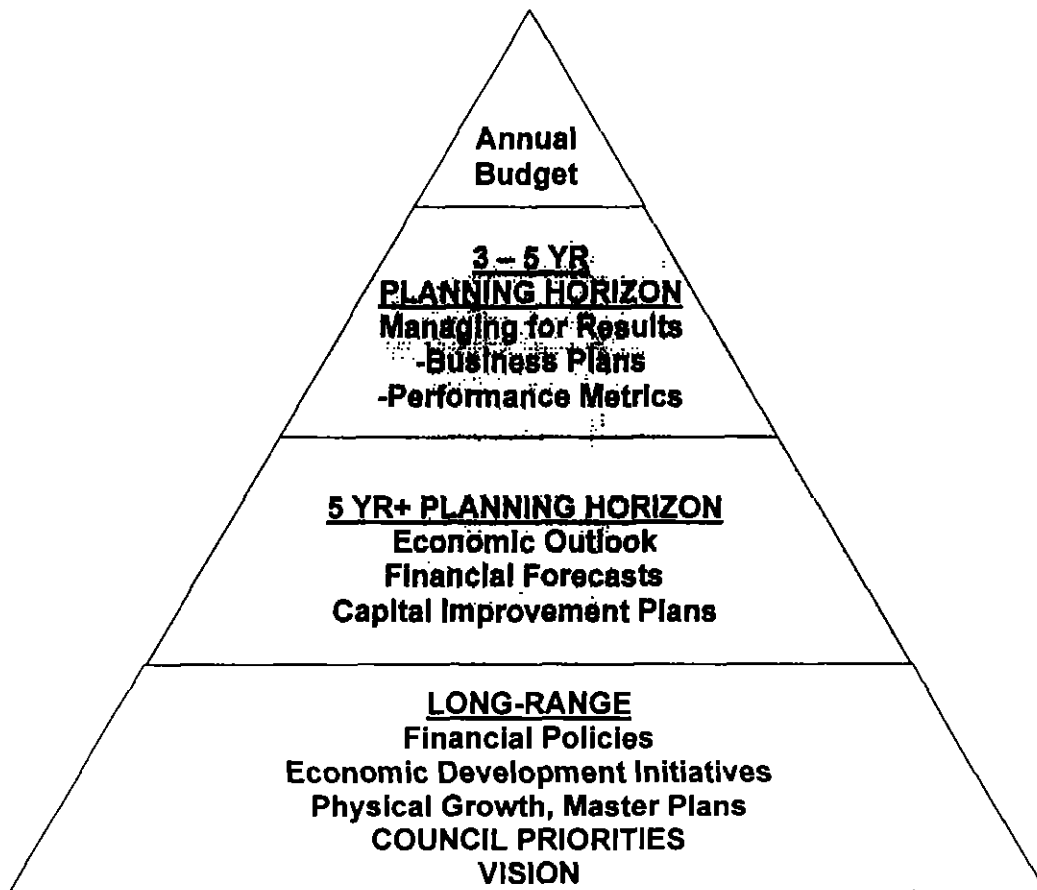 Annual
Budget
3 – 5 YR
PLANNING HORIZON
Managing for Results
-Business Plans
-Performance Metrics
5 YR+ PLANNING HORIZON
Economic Outlook
Financial Forecasts
Capital Improvement Plans
LONG-RANGE
Financial Policies
Economic Development Initiatives
Physical Growth, Master Plans
COUNCIL PRIORITIES
VISION